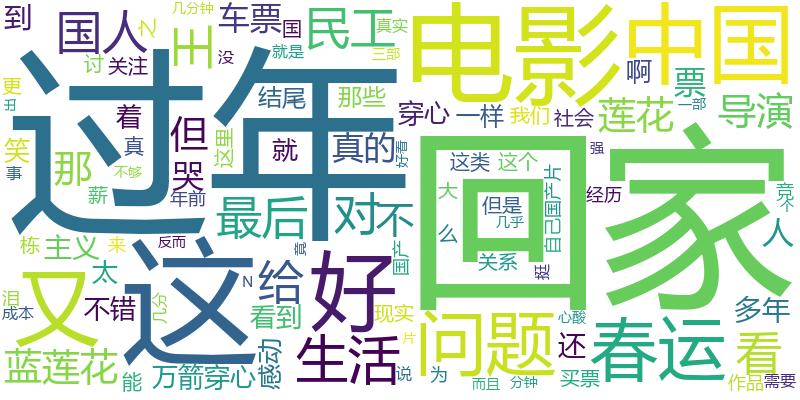 几分钟
到
国人
之
王
车票
国
民工
真实
电影
中国
没
就是
三部
更
讨
关注
丑
着
但
结尾
那些
穿心
一样
啊
我们
票
一部
社会
莲花
导演
过年
回家
笑
真
哭
这里
就
真的
好看
强
事
那
不够
薪
年前
这类
这个
自己国产片
经历
竞
个
大
但是
几乎
最后
对
不
栋
主义
来
反而
竟
国产
么
关系
挺
人
又
这
太
N
给
好
泪
不错
几分
看到
现实
心酸
多年
成本
感动
片
问题
还
春运
看
蓝莲花
能
万箭穿心
生活
说
为
而且
分钟
买票
作品
需要